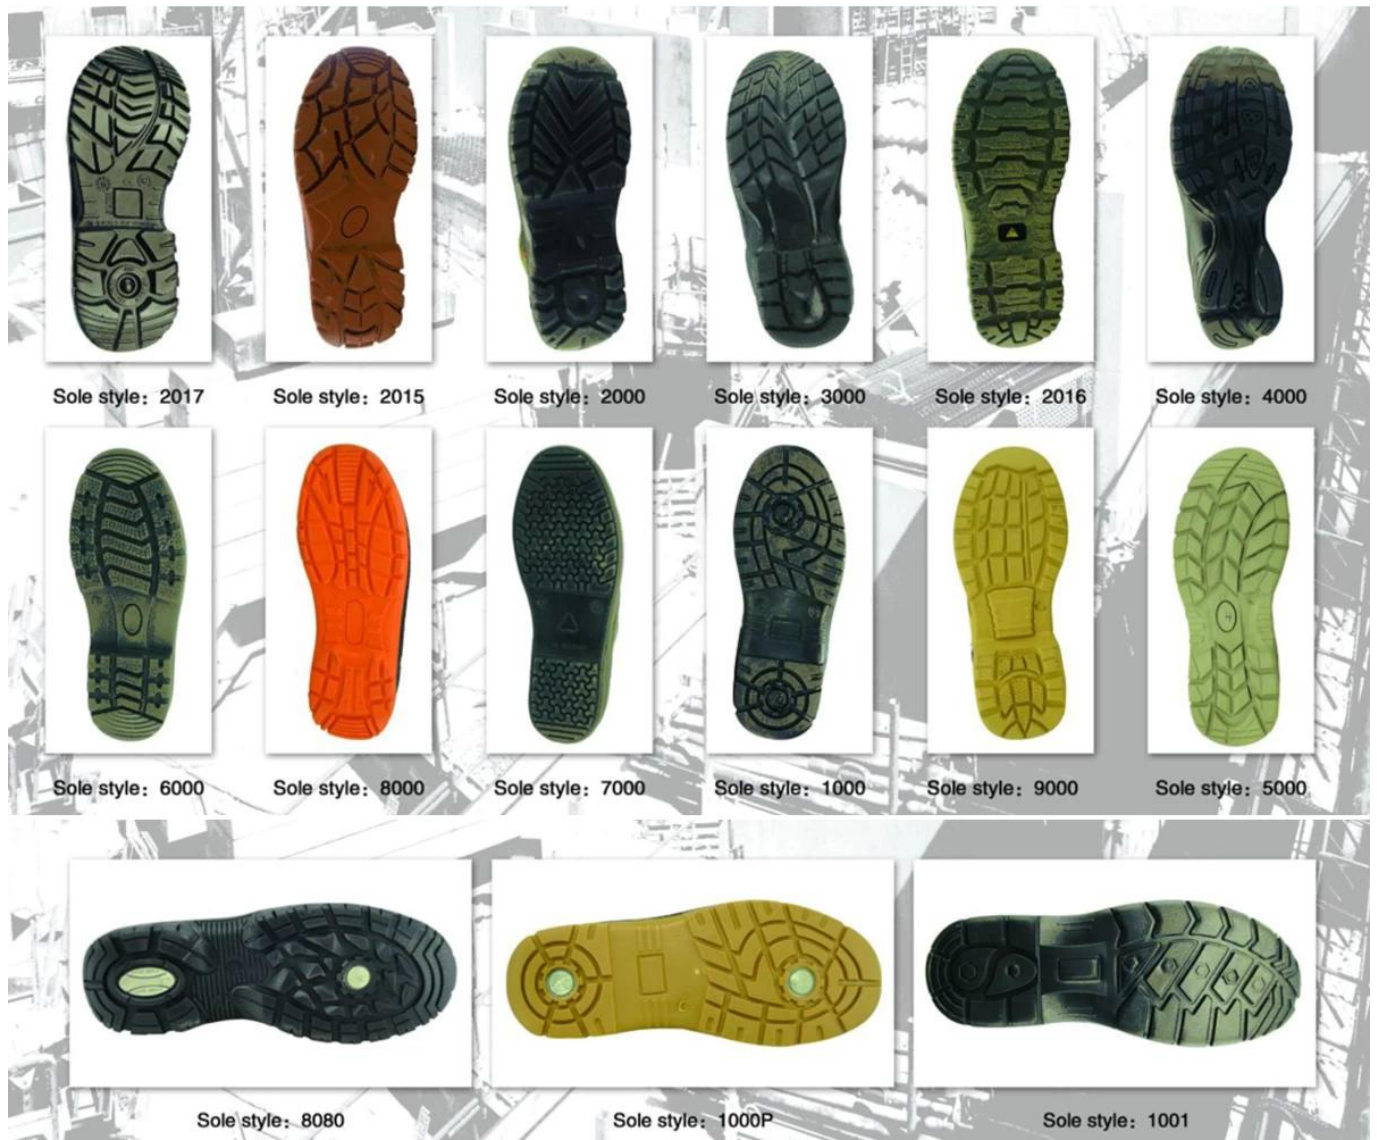 Sole style：2017
Sole style：2015
Sole style：2000
Sole style：3000
Sole style：2016
Sole style：4000
Sole style：6000
Sole style：8000
Sole style：7000
Sole style：1000
Sole style：9000
Sole style：5000
Sole style：8080
Sole style：1000P
Sole style：1001